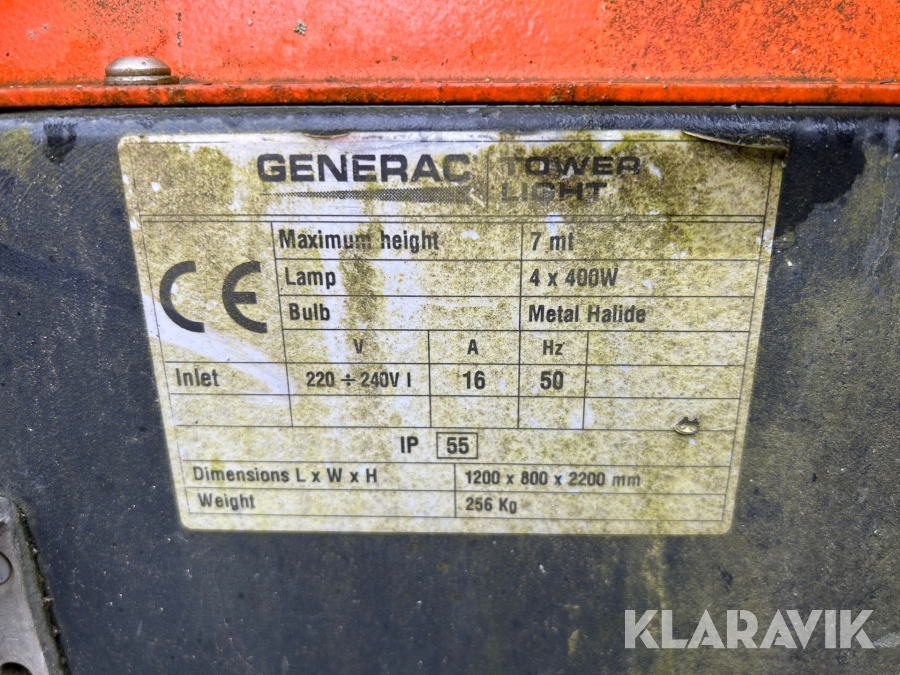 GENERAC TOWER
LIGHT
Maximum height 7 mt
CE Lamp 4 x 400W
Bulb Metal Halide
V A Hz
Inlet 220 ÷ 240V I 16 50
IP 55
Dimensions L x W x H 1200 x 800 x 2200 mm
Weight 256 Kg
KLARAVIK